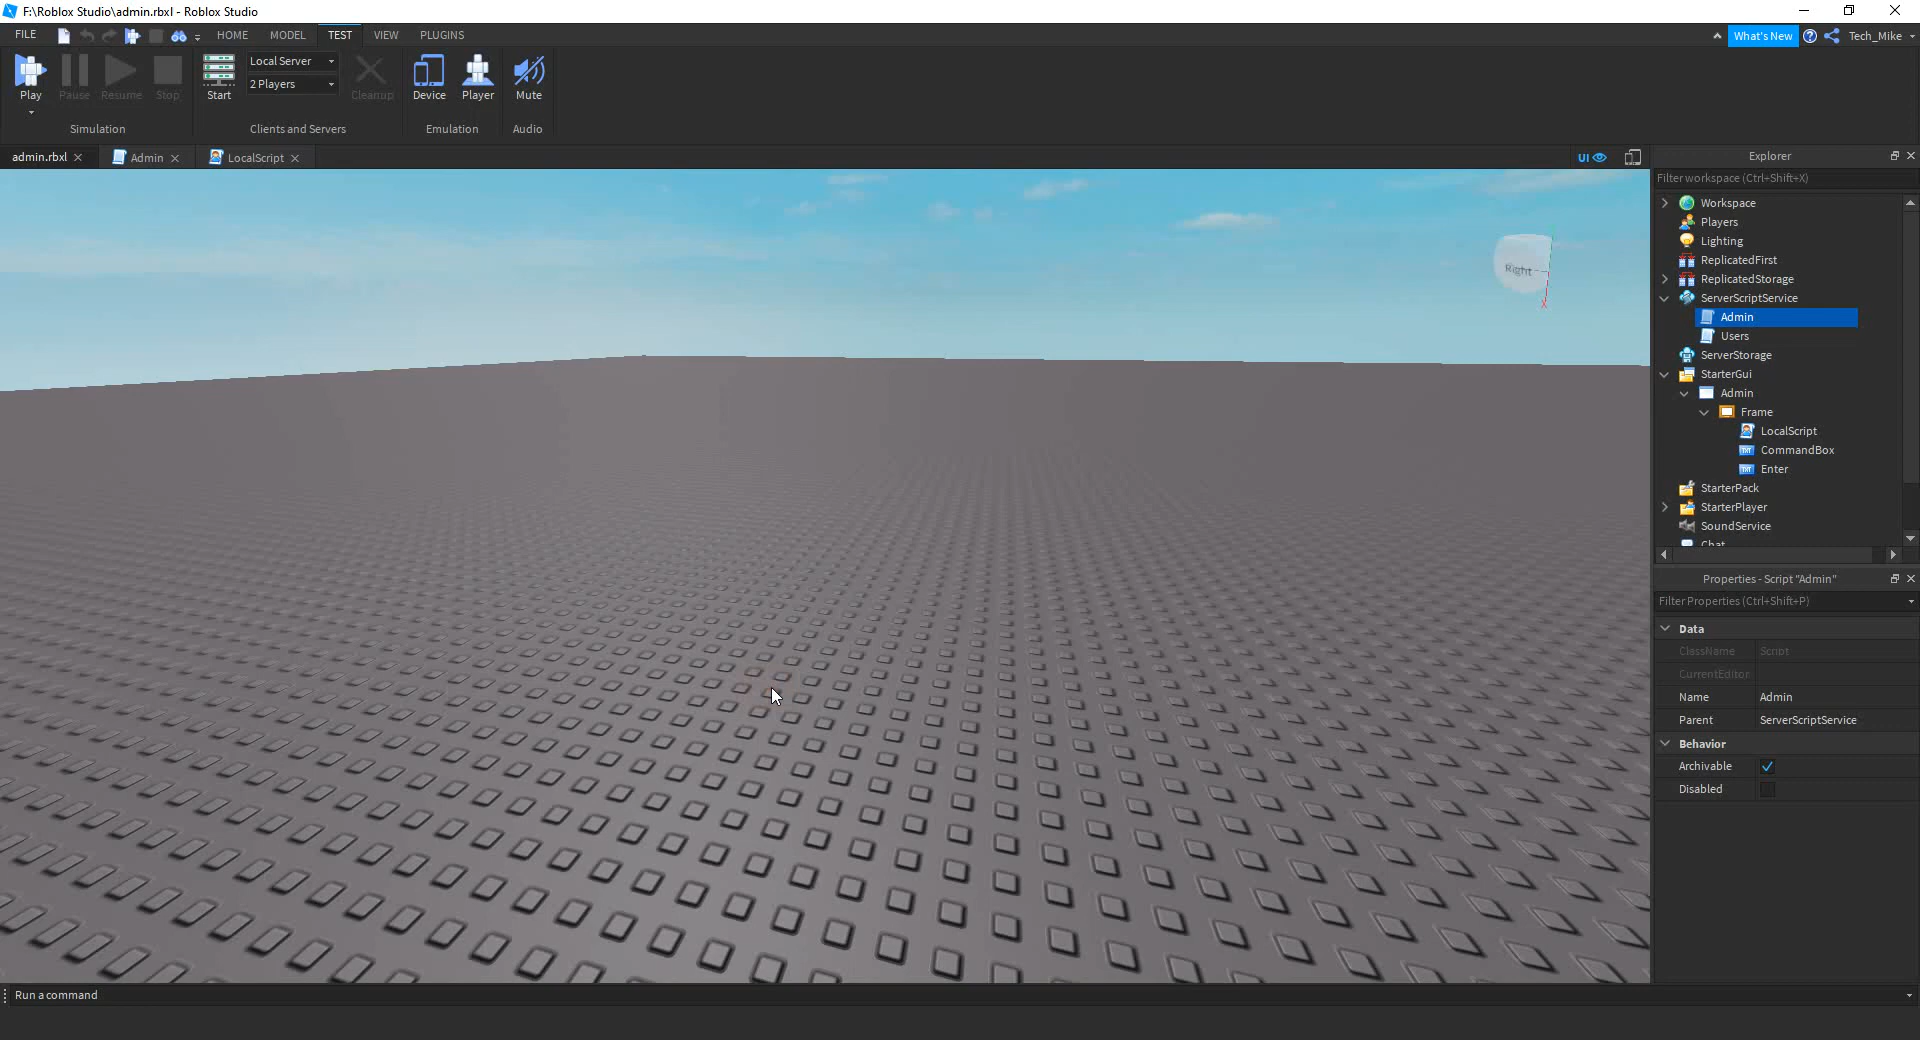 F:\Roblox Studio\admin.rbxl - Roblox Studio
FILE HOME MODEL TEST VIEW PLUGINS What's New ? Tech_Mike
Play Pause Resume Stop Start Local Server 2 Players Cleanup Device Player Mute
Simulation Clients and Servers Emulation Audio
admin.rbxl Admin LocalScript UI
Right
X
Explorer
Filter workspace (Ctrl+Shift+X)
Workspace
Players
Lighting
ReplicatedFirst
ReplicatedStorage
ServerScriptService
Admin
Users
ServerStorage
StarterGui
Admin
Frame
LocalScript
TXT CommandBox
TXT Enter
StarterPack
StarterPlayer
SoundService
Chat
Properties - Script "Admin"
Filter Properties (Ctrl+Shift+P)
Data
ClassName Script
CurrentEditor
Name Admin
Parent ServerScriptService
Behavior
Archivable
Disabled
Run a command